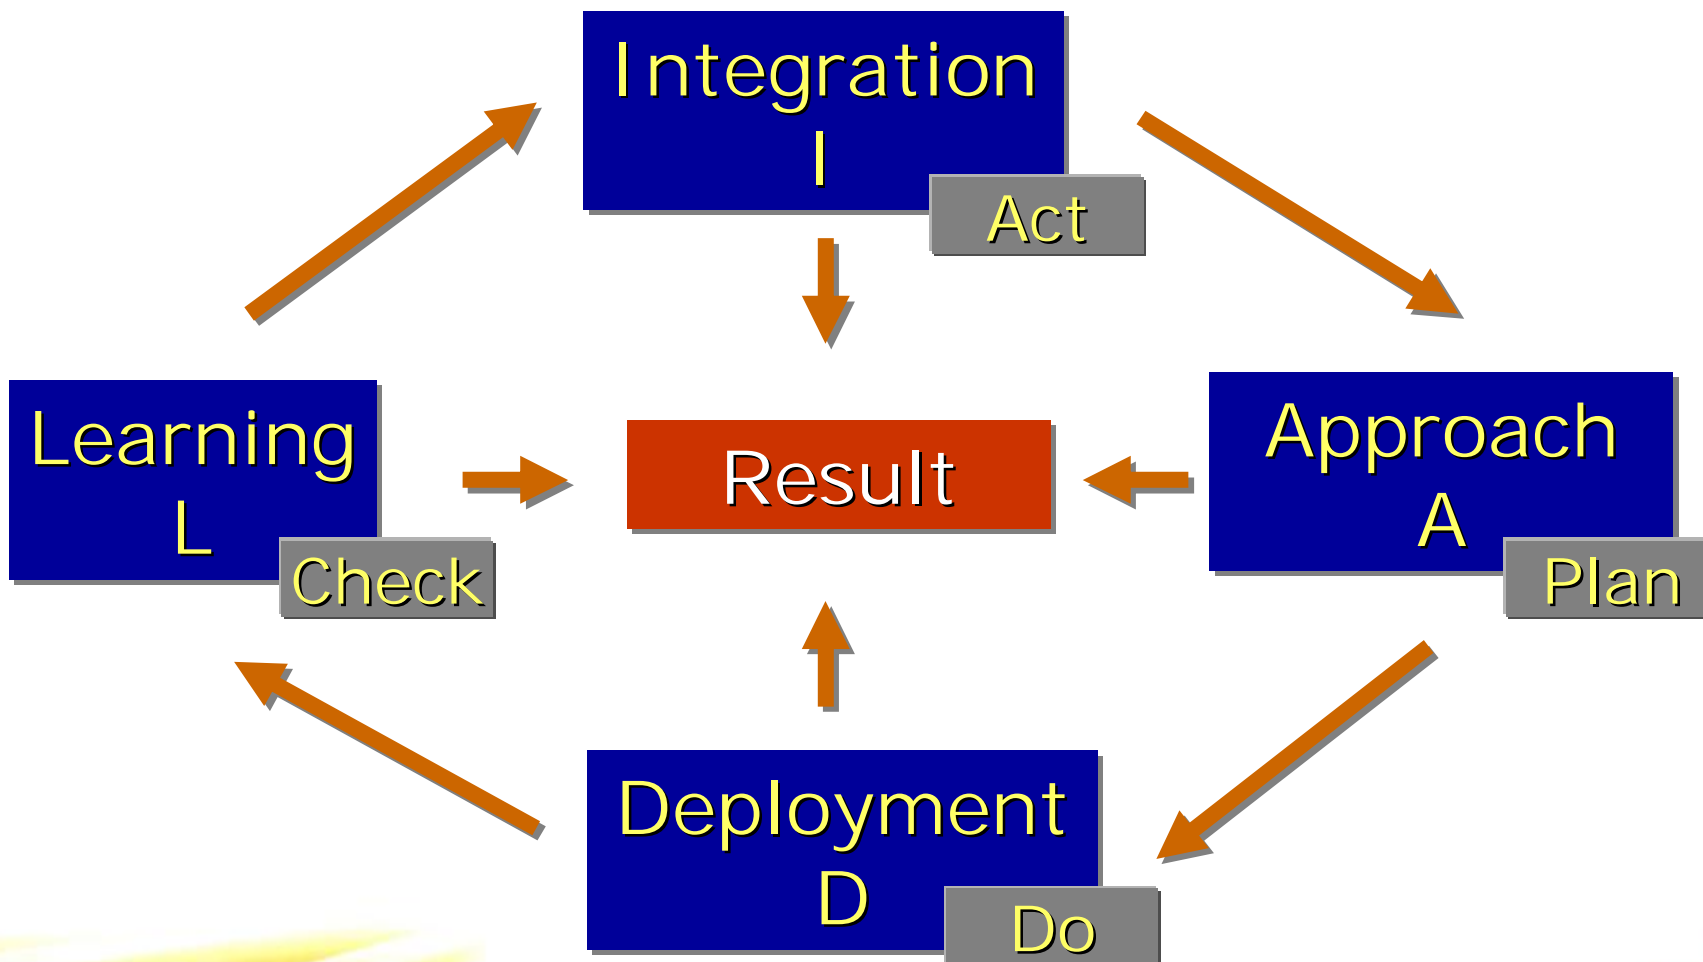 Integration
I
Act
Learning
L
Check
Result
Approach
A
Plan
Deployment
D
Do